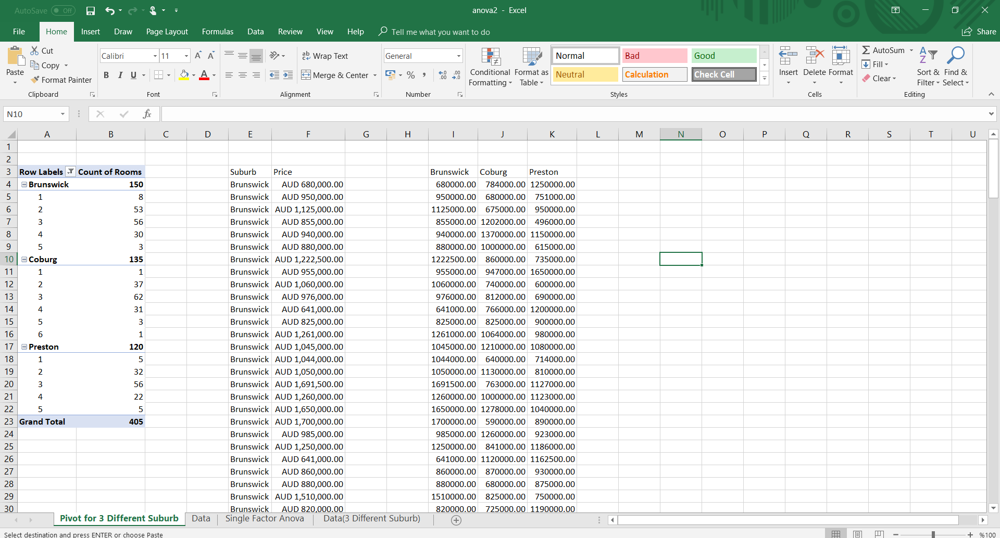 AutoSave Off
anova2 - Excel
File Home Insert Draw Page Layout Formulas Data Review View Help Tell me what you want to do Share
Paste
Cut
Copy
Format Painter
Clipboard
Calibri 11
B I U
Font
Wrap Text
Merge & Center
Alignment
General
%
Number
Conditional Formatting
Format as Table
Normal Bad Good
Neutral Calculation Check Cell
Styles
Insert Delete Format
Cells
AutoSum
Fill
Clear
Sort & Filter
Find & Select
Editing
N10 fx
A B C D E F G H I J K L M N O P Q R S T U
1
2
3 Row Labels Count of Rooms Suburb Price Brunswick Coburg Preston
4 Brunswick 150 Brunswick AUD 680,000.00 680000.00 784000.00 1250000.00
5 1 8 Brunswick AUD 950,000.00 950000.00 680000.00 751000.00
6 2 53 Brunswick AUD 1,125,000.00 1125000.00 675000.00 950000.00
7 3 56 Brunswick AUD 855,000.00 855000.00 1202000.00 496000.00
8 4 30 Brunswick AUD 940,000.00 940000.00 1370000.00 1150000.00
9 5 3 Brunswick AUD 880,000.00 880000.00 1000000.00 615000.00
10 Coburg 135 Brunswick AUD 1,222,500.00 1222500.00 860000.00 735000.00
11 1 1 Brunswick AUD 955,000.00 955000.00 947000.00 1650000.00
12 2 37 Brunswick AUD 1,060,000.00 1060000.00 740000.00 600000.00
13 3 62 Brunswick AUD 976,000.00 976000.00 812000.00 690000.00
14 4 31 Brunswick AUD 641,000.00 641000.00 766000.00 1200000.00
15 5 3 Brunswick AUD 825,000.00 825000.00 825000.00 900000.00
16 6 1 Brunswick AUD 1,261,000.00 1261000.00 1064000.00 980000.00
17 Preston 120 Brunswick AUD 1,045,000.00 1045000.00 1210000.00 1080000.00
18 1 5 Brunswick AUD 1,044,000.00 1044000.00 640000.00 714000.00
19 2 32 Brunswick AUD 1,050,000.00 1050000.00 1130000.00 810000.00
20 3 56 Brunswick AUD 1,691,500.00 1691500.00 763000.00 1127000.00
21 4 22 Brunswick AUD 1,260,000.00 1260000.00 1000000.00 1123000.00
22 5 5 Brunswick AUD 1,650,000.00 1650000.00 1278000.00 1040000.00
23 Grand Total 405 Brunswick AUD 1,700,000.00 1700000.00 590000.00 890000.00
24 Brunswick AUD 985,000.00 985000.00 1260000.00 923000.00
25 Brunswick AUD 1,250,000.00 1250000.00 841000.00 1186000.00
26 Brunswick AUD 641,000.00 641000.00 1120000.00 1162500.00
27 Brunswick AUD 860,000.00 860000.00 870000.00 930000.00
28 Brunswick AUD 880,000.00 880000.00 680000.00 875000.00
29 Brunswick AUD 1,510,000.00 1510000.00 825000.00 750000.00
30 Brunswick AUD 820,000.00 820000.00 725000.00 1190000.00
Pivot for 3 Different Suburb Data Single Factor Anova Data(3 Different Suburb)
Select destination and press ENTER or choose Paste %100